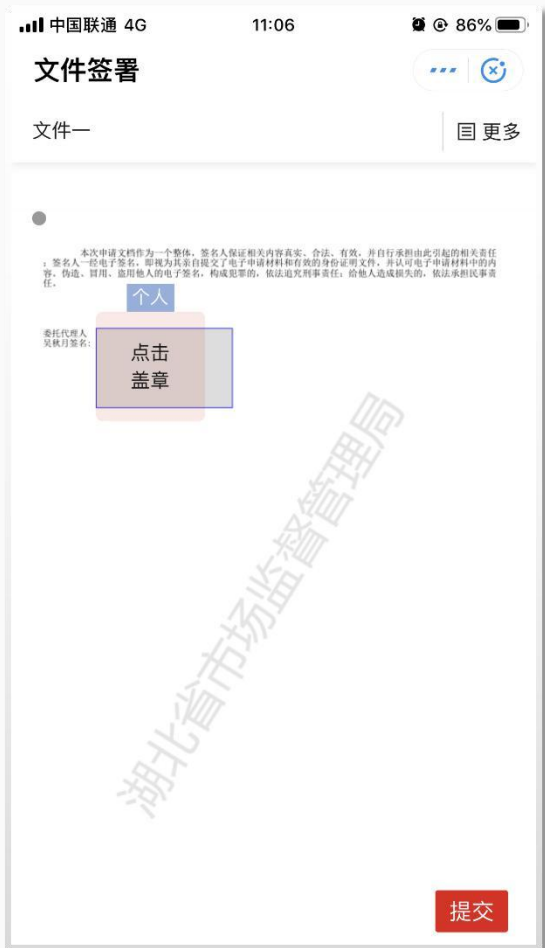 中国联通 4G 11:06 86%
文件签署
文件一 更多
本次申请文档作为一个整体，签名人保证相关内容真实、合法、有效，并自行承担由此引起的相关责任
；签名人一经电子签名，即视为其亲自提交了电子申请材料和有效的身份证明文件，并认可电子申请材料中的内
容。伪造、冒用、盗用他人的电子签名，构成犯罪的，依法追究刑事责任；给他人造成损失的，依法承担民事责
任。
个人
委托代理人
吴秋月签名:
点击
盖章
湖北省市场监督管理局
提交